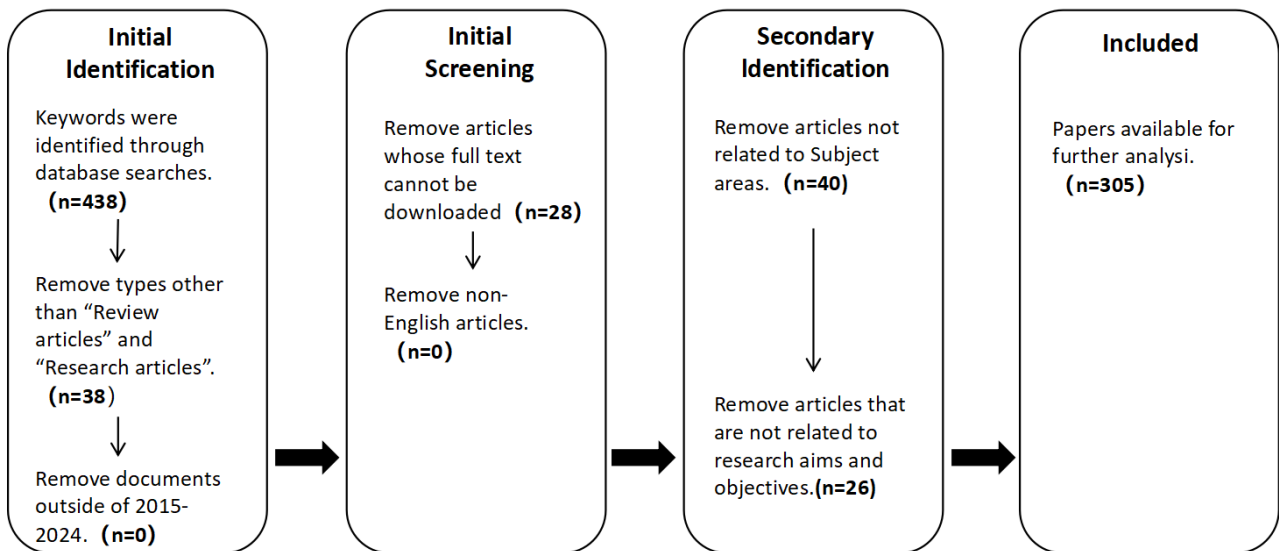 Initial
Identification
Keywords were
identified through
database searches.
(n=438)
Remove types other
than “Review
articles” and
“Research articles”.
(n=38)
Remove documents
outside of 2015-
2024. (n=0)
Initial
Screening
Remove articles
whose full text
cannot be
downloaded (n=28)
Remove non-
English articles.
(n=0)
Secondary
Identification
Remove articles not
related to Subject
areas. (n=40)
Remove articles that
are not related to
research aims and
objectives.(n=26)
Included
Papers available for
further analysi.
(n=305)